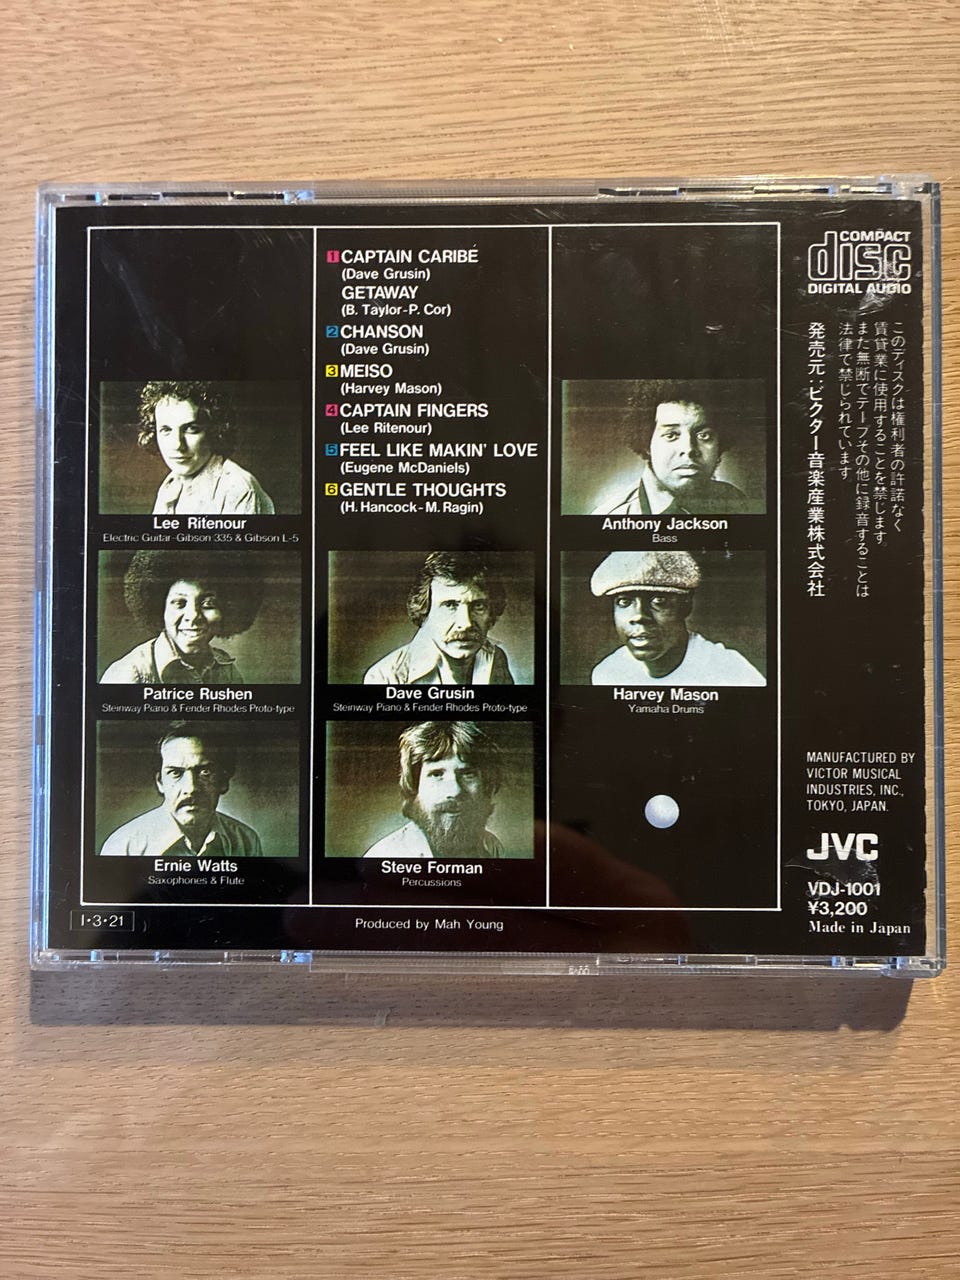 1 CAPTAIN CARIBE
(Dave Grusin)
GETAWAY
(B. Taylor-P. Cor)
2 CHANSON
(Dave Grusin)
3 MEISO
(Harvey Mason)
4 CAPTAIN FINGERS
(Lee Ritenour)
5 FEEL LIKE MAKIN' LOVE
(Eugene McDaniels)
6 GENTLE THOUGHTS
(H. Hancock-M. Ragin)
Lee Ritenour
Electric Guitar-Gibson 335 & Gibson L-5
Anthony Jackson
Bass
Patrice Rushen
Steinway Piano & Fender Rhodes Proto-type
Dave Grusin
Steinway Piano & Fender Rhodes Proto-type
Harvey Mason
Yamaha Drums
Ernie Watts
Saxophones & Flute
Steve Forman
Percussions
I·3·21
Produced by Mah Young
COMPACT
disc
DIGITAL AUDIO
このディスクは権利者の許諾なく
賃貸業に使用することを禁じます。
また無断でテープその他に録音することは
法律で禁じられています。
発売元：ビクター音楽産業株式会社
MANUFACTURED BY
VICTOR MUSICAL
INDUSTRIES, INC.,
TOKYO, JAPAN.
JVC
VDJ-1001
¥3,200
Made in Japan